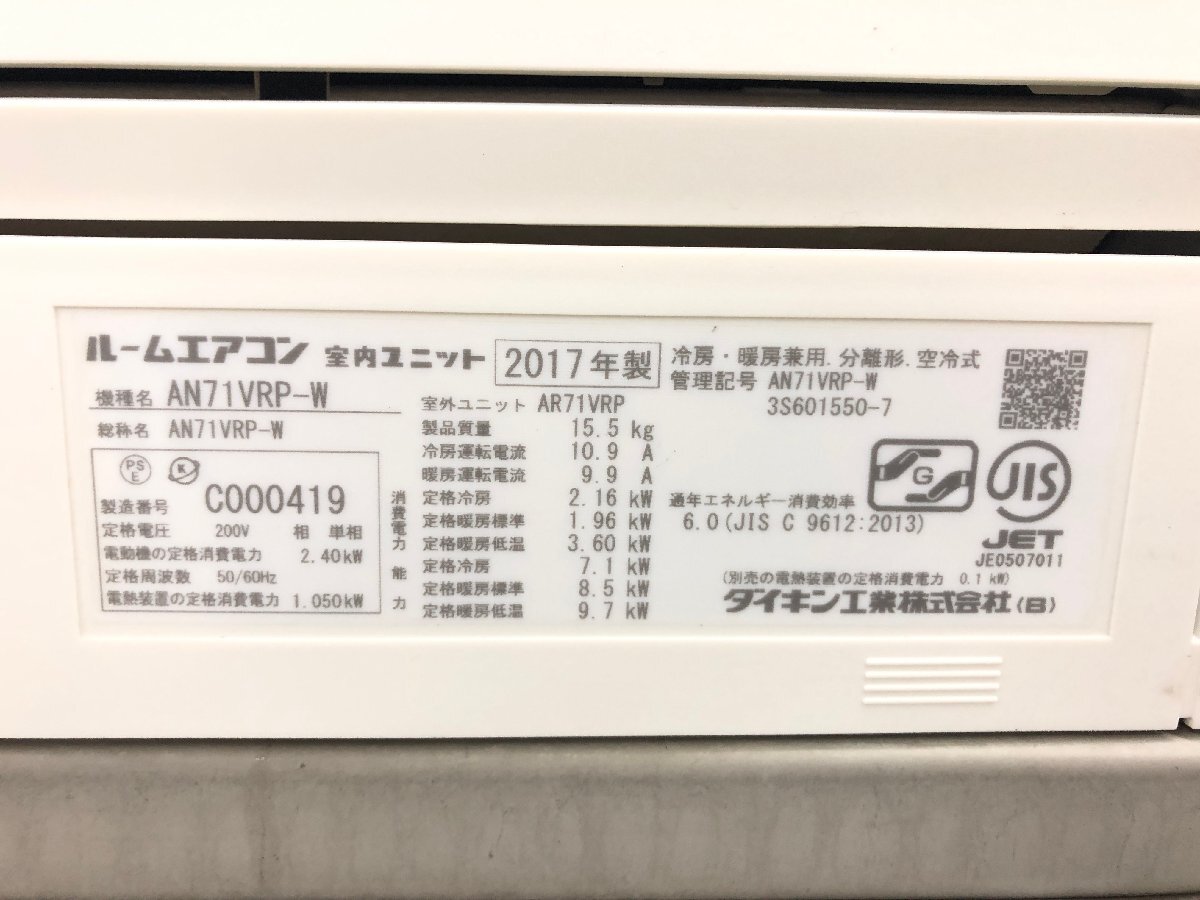 ルームエアコン 室内ユニット 2017年製
機種名 AN71VRP-W
総称名 AN71VRP-W
PS E K
製造番号 C000419
定格電圧 200V 相 単相
電動機の定格消費電力 2.40kW
定格周波数 50/60Hz
電熱装置の定格消費電力 1.050kW
室外ユニット AR71VRP
製品質量 15.5 kg
冷房運転電流 10.9 A
暖房運転電流 9.9 A
消費電力
定格冷房 2.16 kW
定格暖房標準 1.96 kW
定格暖房低温 3.60 kW
能力
定格冷房 7.1 kW
定格暖房標準 8.5 kW
定格暖房低温 9.7 kW
冷房・暖房兼用.分離形.空冷式
管理記号 AN71VRP-W
3S601550-7
G
JIS
JET
JE0507011
通年エネルギー消費効率
6.0(JIS C 9612:2013)
(別売の電熱装置の定格消費電力 0.1 kW)
ダイキン工業株式会社(B)